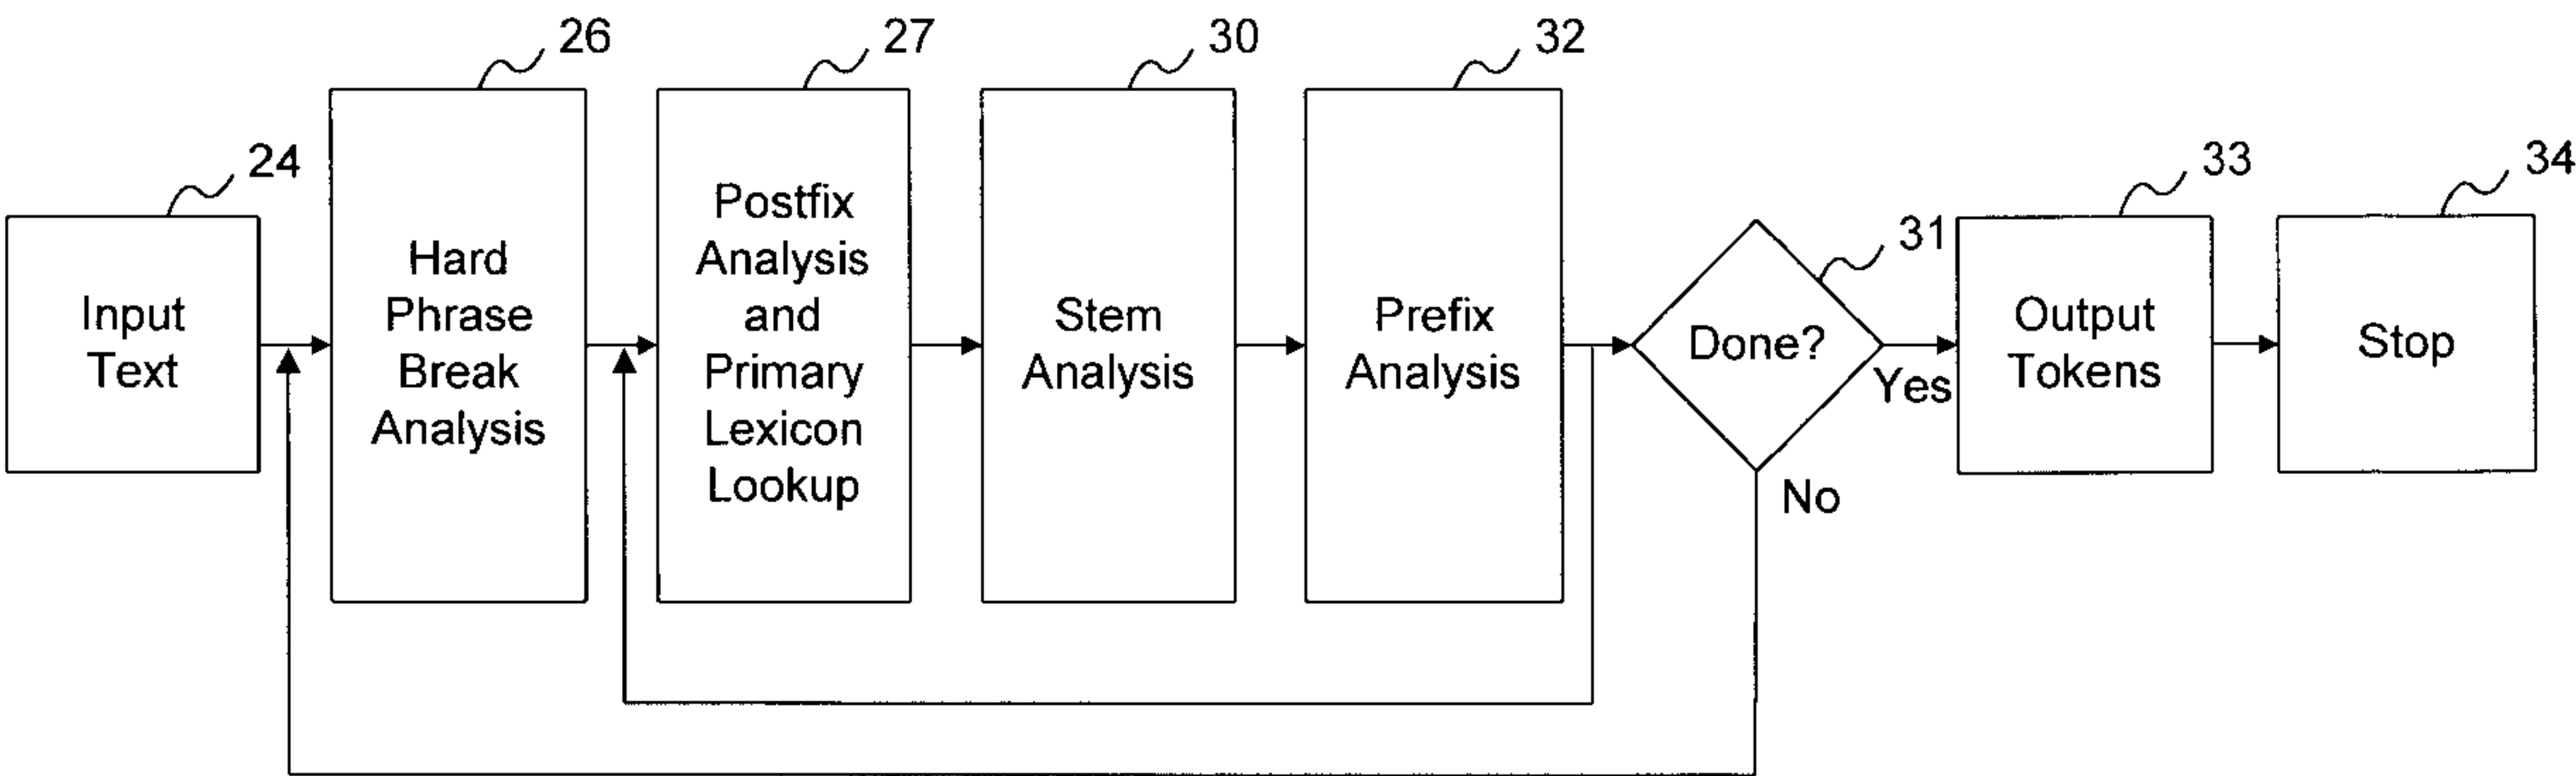 24
Input
Text
26
Hard
Phrase
Break
Analysis
27
Postfix
Analysis
and
Primary
Lexicon
Lookup
30
Stem
Analysis
32
Prefix
Analysis
31
Done?
Yes
No
33
Output
Tokens
34
Stop